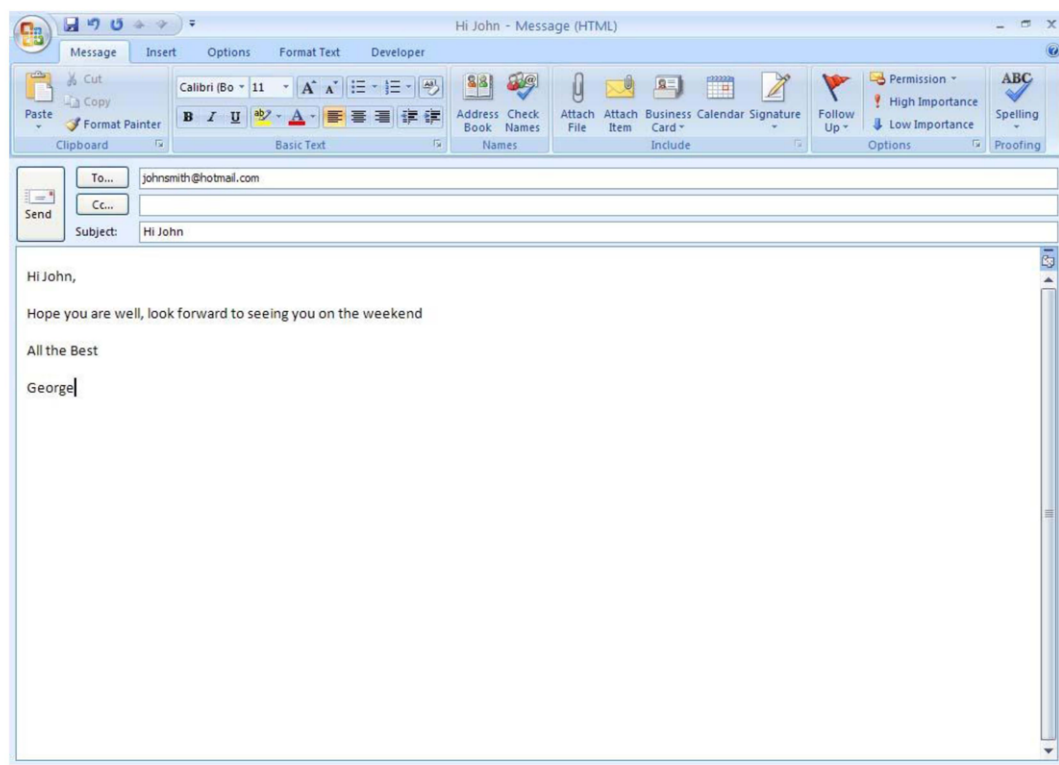 Hi John - Message (HTML)
Message Insert Options Format Text Developer
Paste
Cut
Copy
Format Painter
Clipboard
Calibri (Bo 11
B I U
Basic Text
Address Book
Check Names
Names
Attach File
Attach Item
Business Card
Calendar
Signature
Include
Follow Up
Permission
High Importance
Low Importance
Options
ABC
Spelling
Proofing
Send
To... johnsmith@hotmail.com
Cc...
Subject: Hi John
Hi John,
Hope you are well, look forward to seeing you on the weekend
All the Best
George